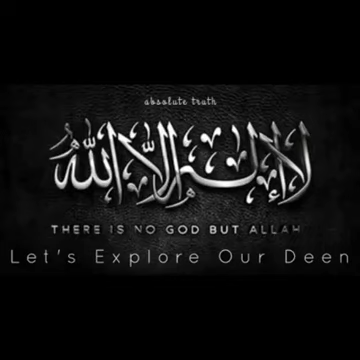 absolute truth
لا إله إلا الله
THERE IS NO GOD BUT ALLAH
Let's Explore Our Deen